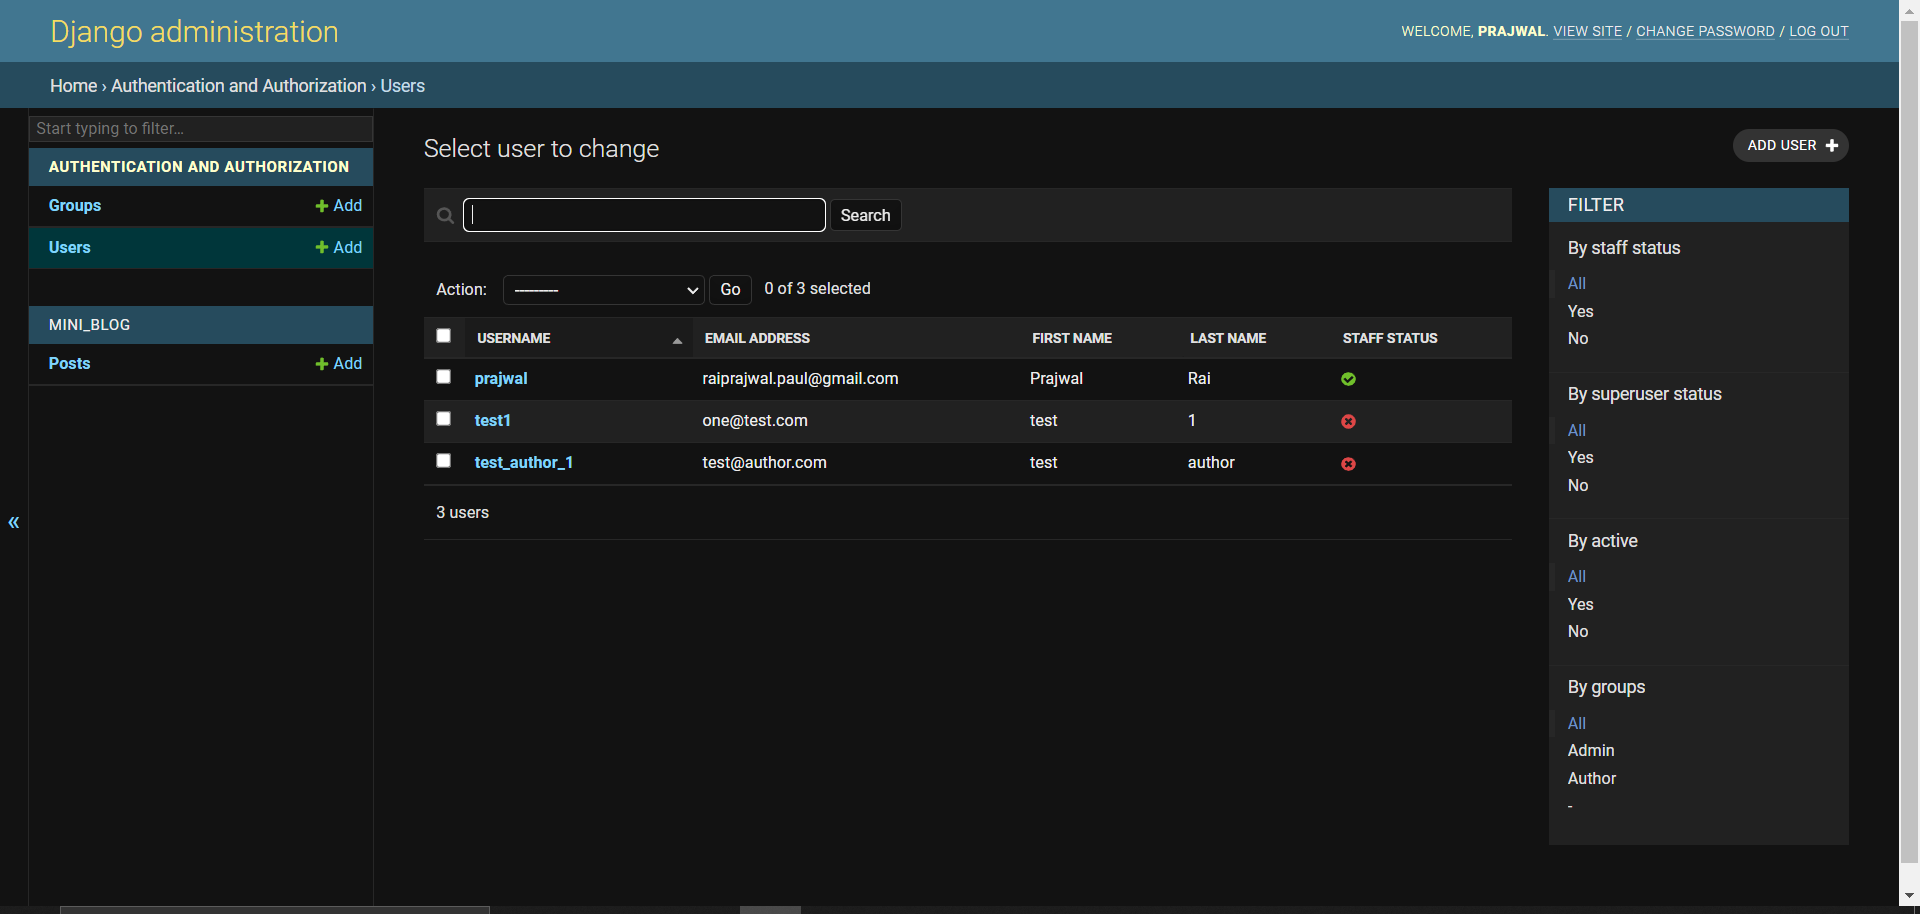 Django administration
WELCOME, PRAJWAL. VIEW SITE / CHANGE PASSWORD / LOG OUT
Home › Authentication and Authorization › Users
Start typing to filter...
AUTHENTICATION AND AUTHORIZATION
Groups + Add
Users + Add
MINI_BLOG
Posts + Add
«
Select user to change
ADD USER +
Search
Action: --------- Go 0 of 3 selected
USERNAME EMAIL ADDRESS FIRST NAME LAST NAME STAFF STATUS
prajwal raiprajwal.paul@gmail.com Prajwal Rai
test1 one@test.com test 1
test_author_1 test@author.com test author
3 users
FILTER
By staff status
All
Yes
No
By superuser status
All
Yes
No
By active
All
Yes
No
By groups
All
Admin
Author
-